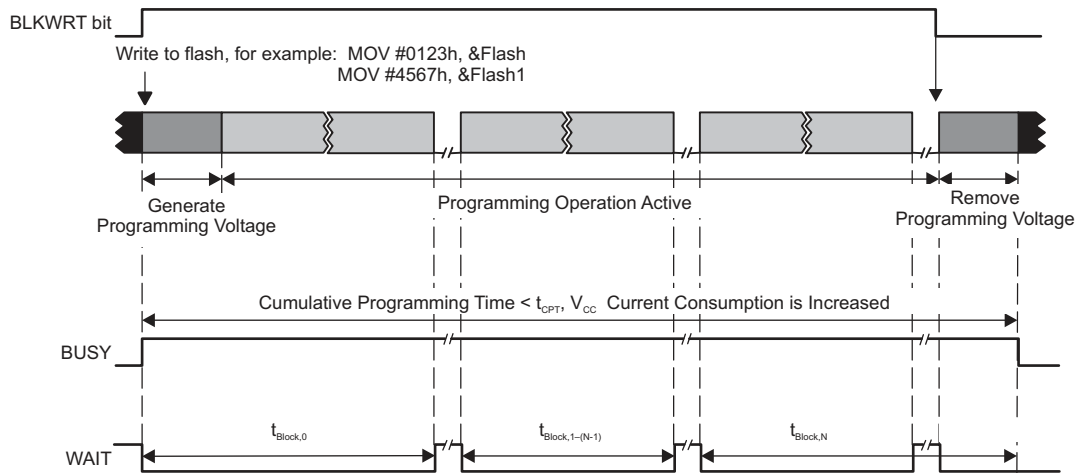 BLKWRT bit
Write to flash, for example: MOV #0123h, &Flash
MOV #4567h, &Flash1
Generate
Programming Voltage
Programming Operation Active
Remove
Programming Voltage
Cumulative Programming Time < tCPT, VCC Current Consumption is Increased
BUSY
tBlock,0
tBlock,1–(N-1)
tBlock,N
WAIT